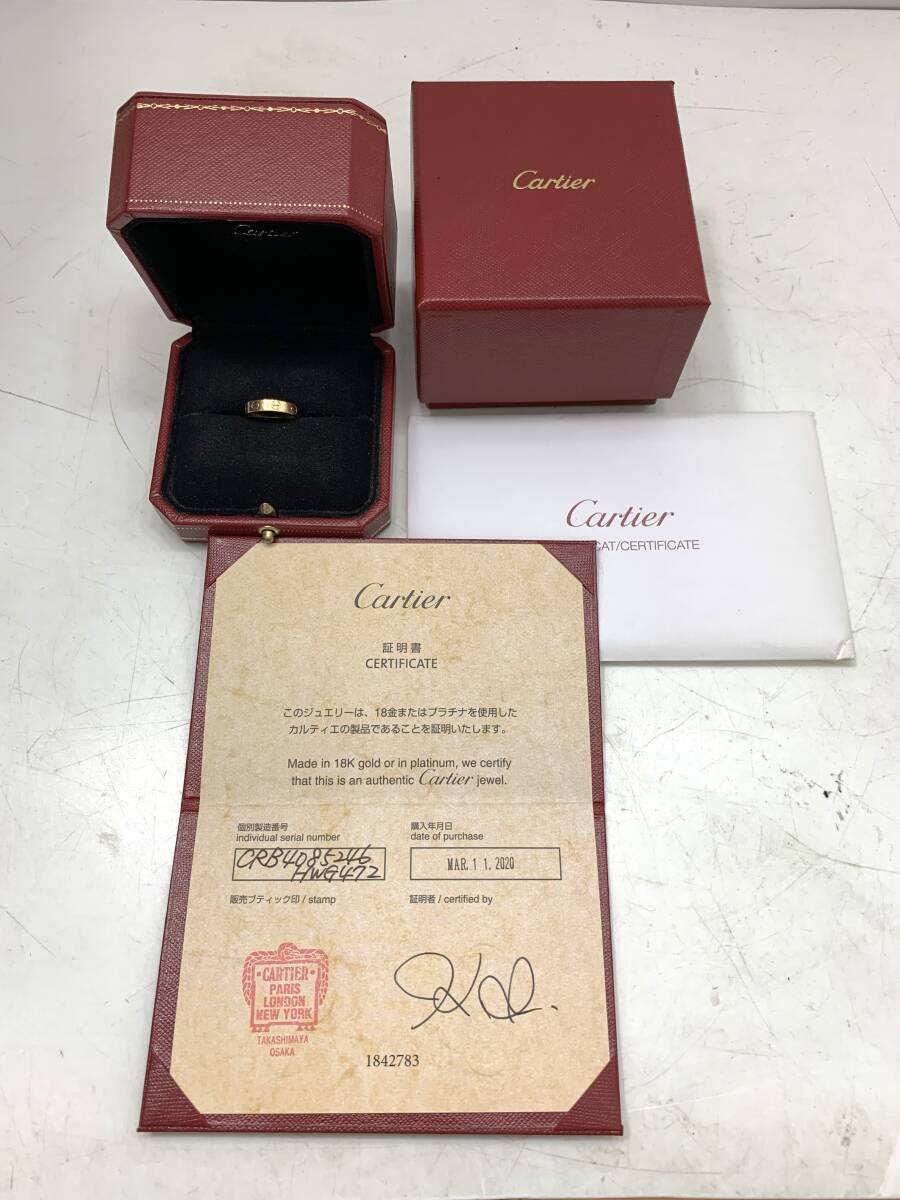 Cartier
Cartier
Cartier
CAT/CERTIFICATE
Cartier
証明書
CERTIFICATE
このジュエリーは、18金またはプラチナを使用した
カルティエの製品であることを証明いたします。
Made in 18K gold or in platinum, we certify
that this is an authentic Cartier jewel.
個別製造番号
individual serial number
CRB4085246
HWG472
購入年月日
date of purchase
MAR. 1 1. 2020
販売ブティック印 / stamp
証明者 / certified by
·CARTIER·
PARIS
LONDON
NEW YORK
TAKASHIMAYA
OSAKA
1842783